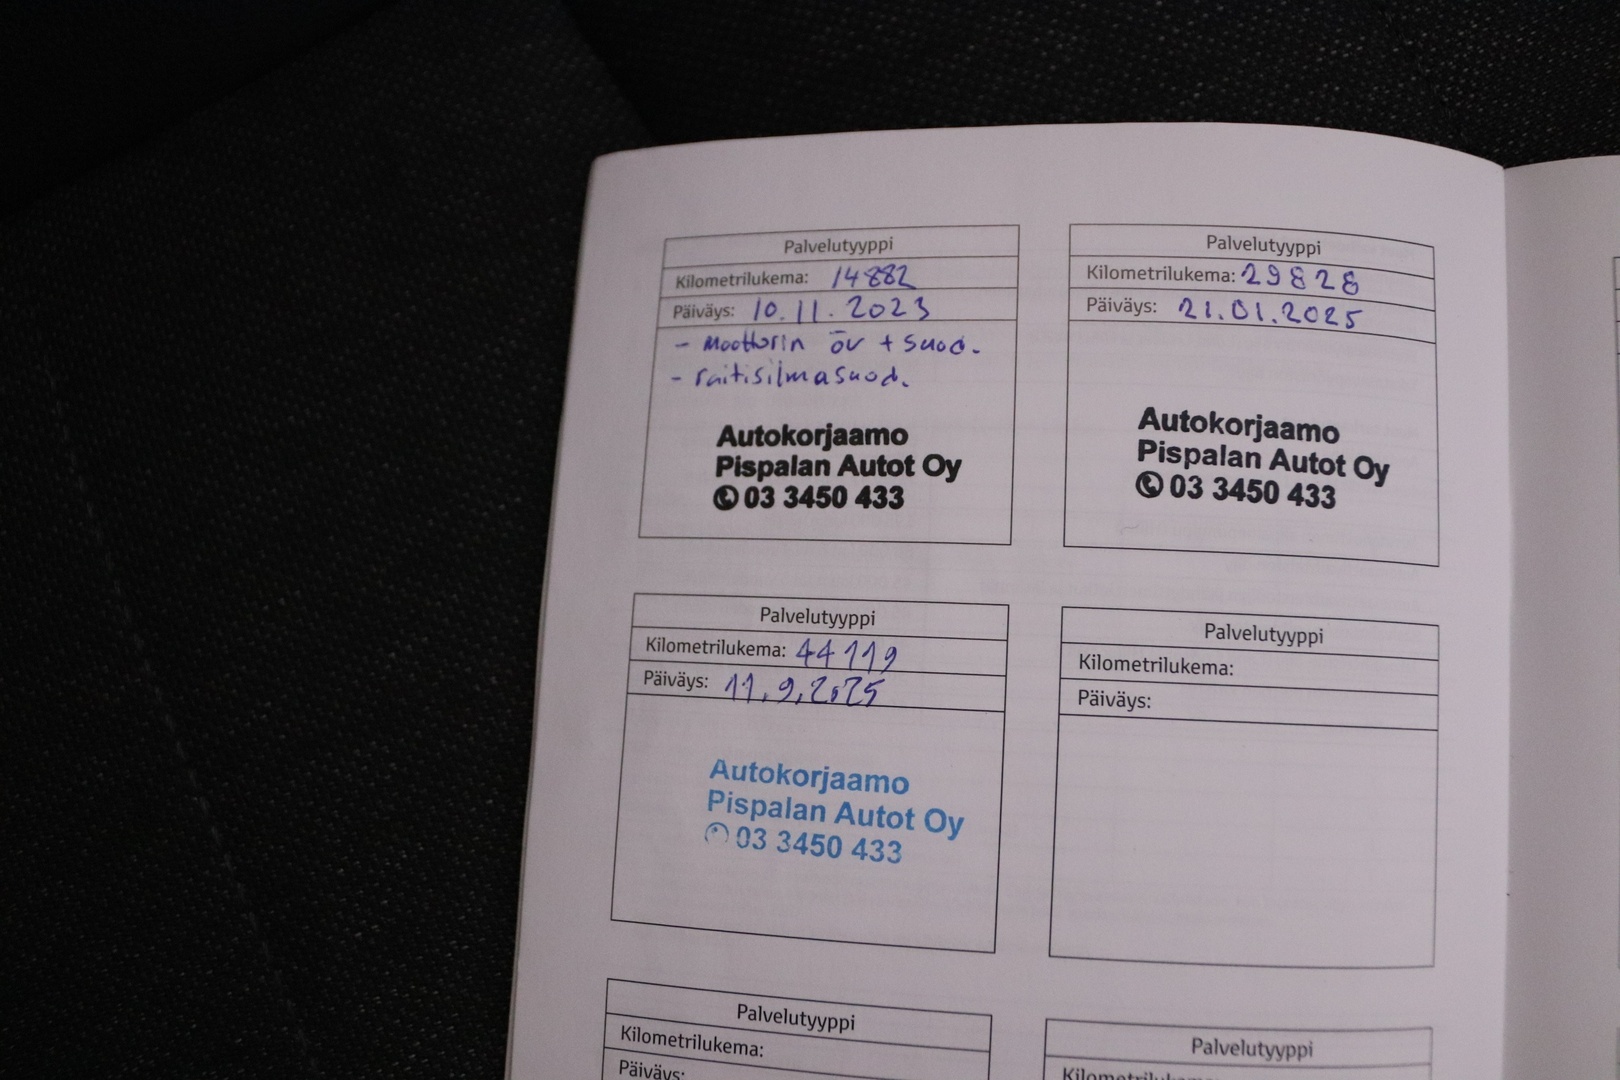 Palvelutyyppi
Kilometrilukema: 14882
Päiväys: 10.11.2023
- Moottorin öv + suod.
- raitisilmasuod.
Autokorjaamo
Pispalan Autot Oy
03 3450 433
Palvelutyyppi
Kilometrilukema: 29828
Päiväys: 21.01.2025
Autokorjaamo
Pispalan Autot Oy
03 3450 433
Palvelutyyppi
Kilometrilukema: 44119
Päiväys: 11.9.2025
Autokorjaamo
Pispalan Autot Oy
03 3450 433
Palvelutyyppi
Kilometrilukema:
Päiväys:
Palvelutyyppi
Kilometrilukema:
Päiväys:
Palvelutyyppi
Kilometrilukema: